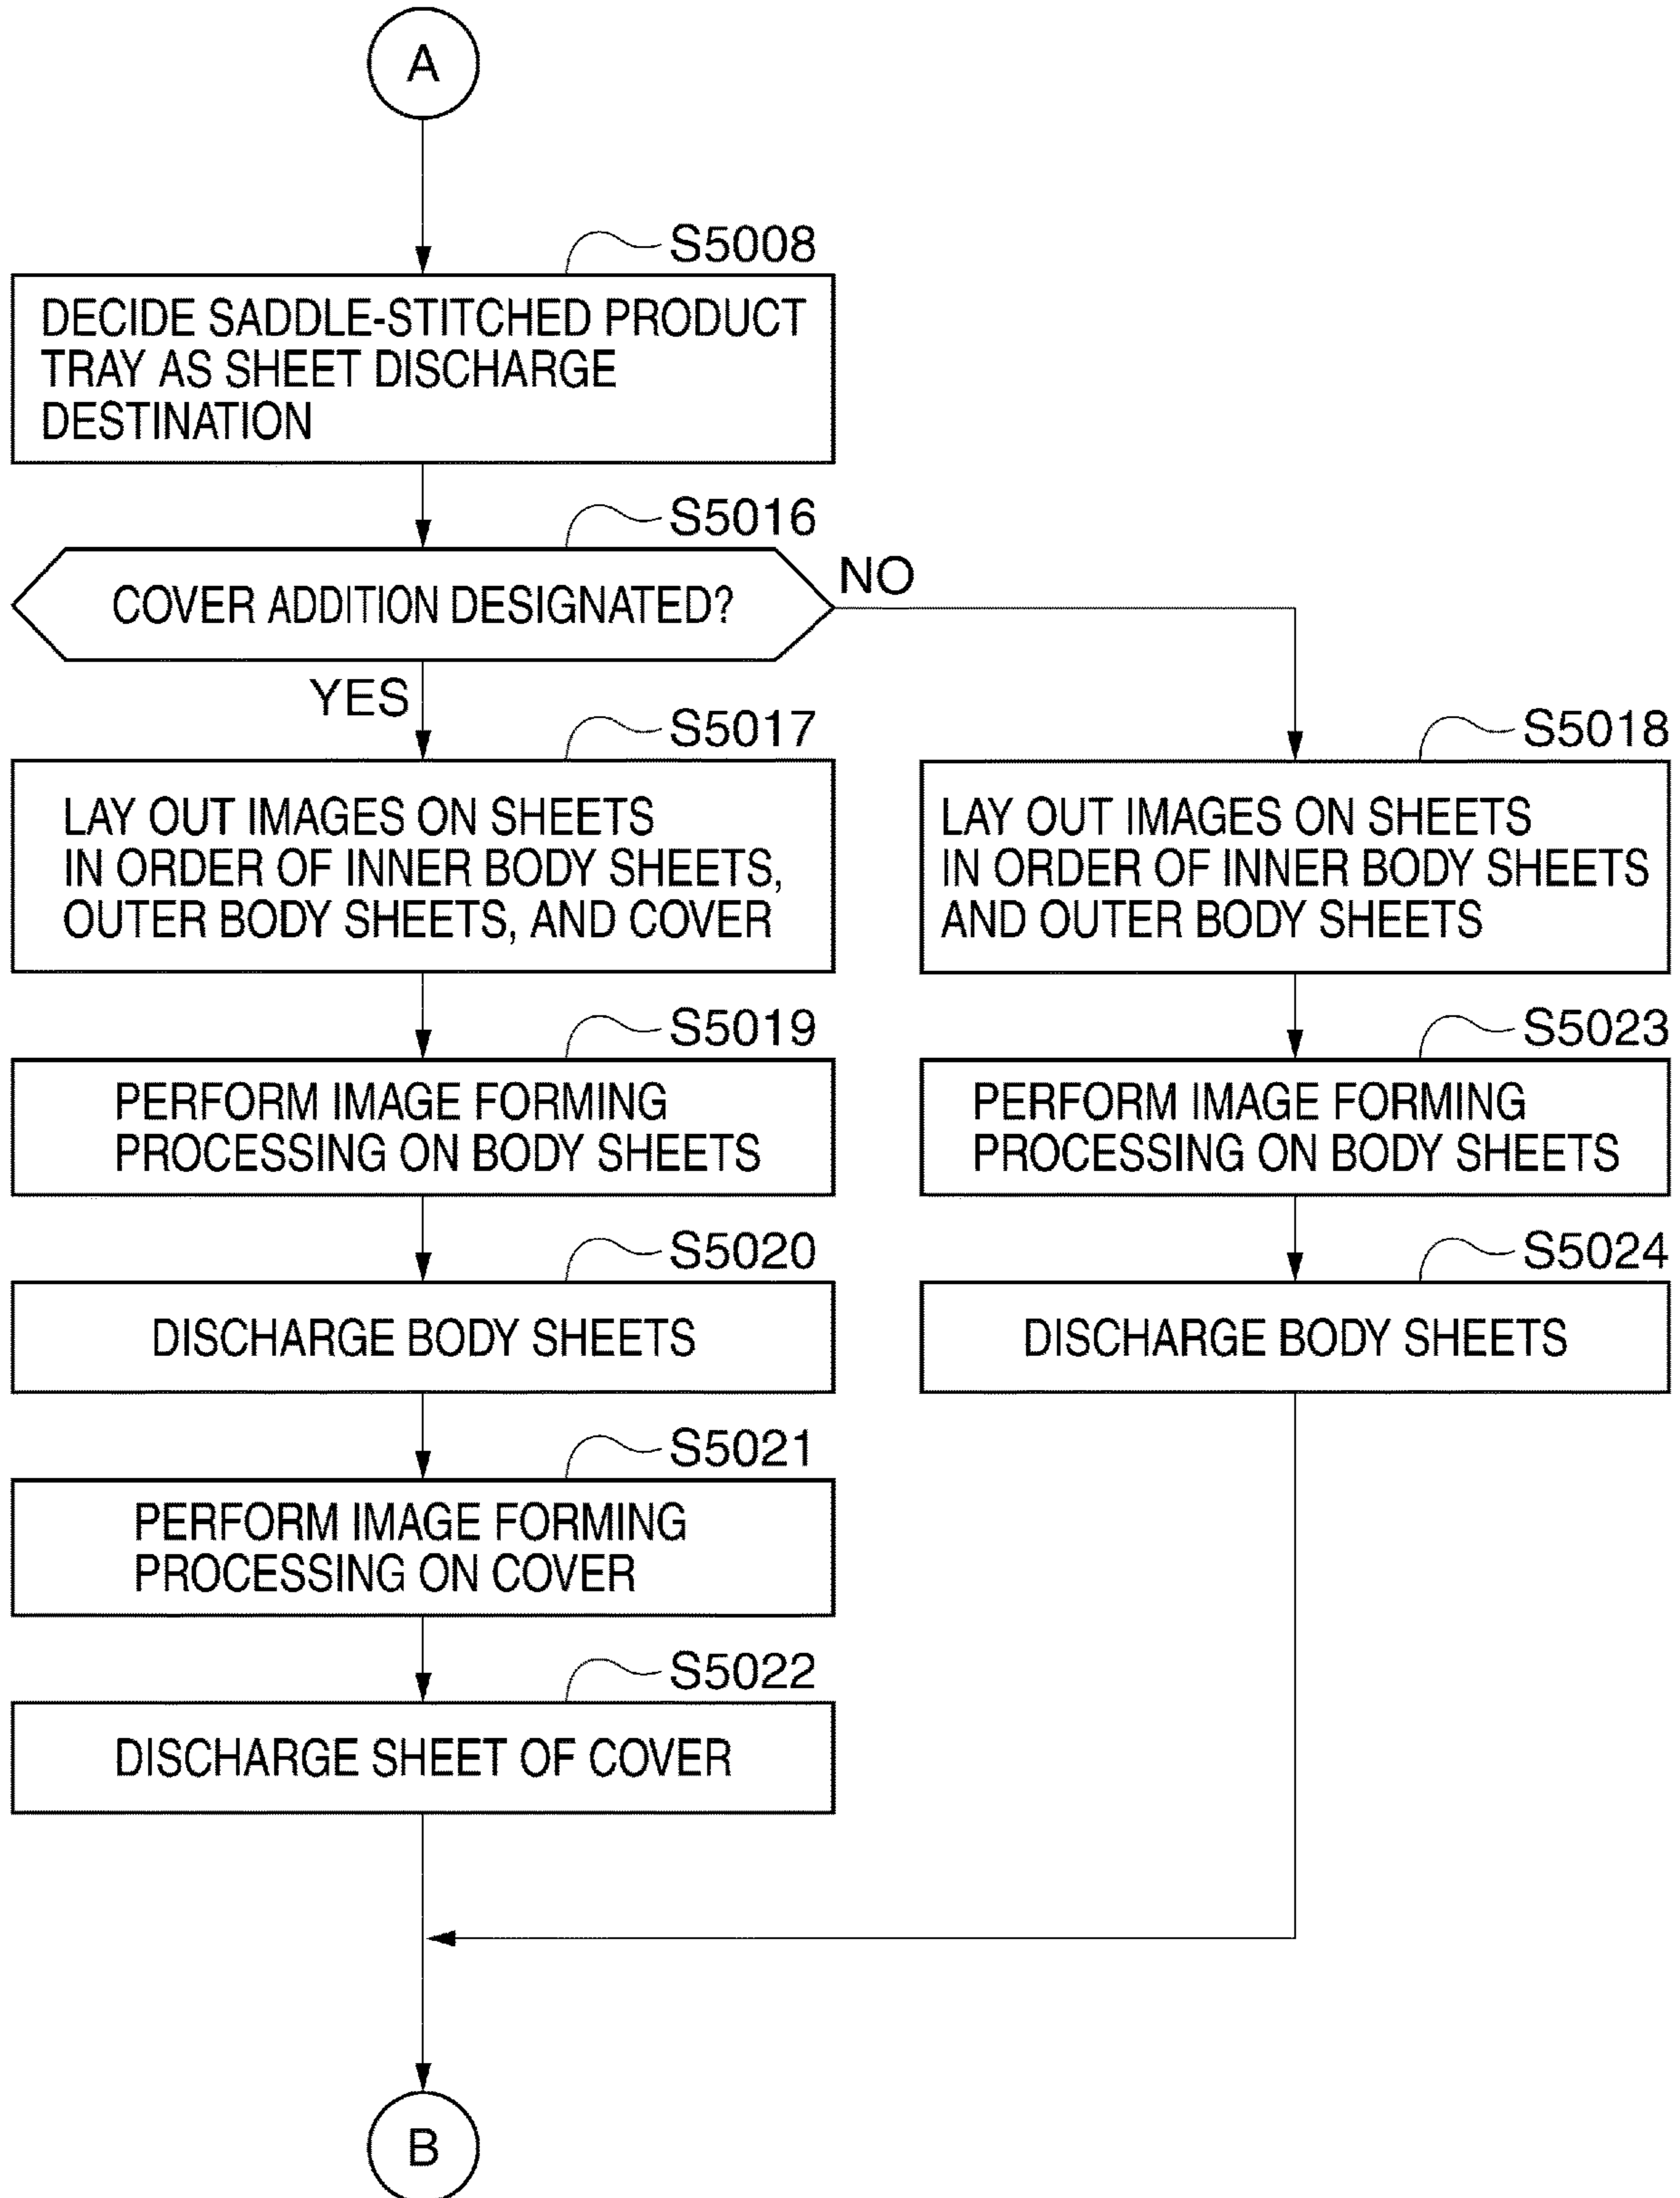 A
S5008
DECIDE SADDLE-STITCHED PRODUCT
TRAY AS SHEET DISCHARGE
DESTINATION
S5016
COVER ADDITION DESIGNATED?
NO
YES
S5017
LAY OUT IMAGES ON SHEETS
IN ORDER OF INNER BODY SHEETS,
OUTER BODY SHEETS, AND COVER
S5018
LAY OUT IMAGES ON SHEETS
IN ORDER OF INNER BODY SHEETS
AND OUTER BODY SHEETS
S5019
PERFORM IMAGE FORMING
PROCESSING ON BODY SHEETS
S5023
PERFORM IMAGE FORMING
PROCESSING ON BODY SHEETS
S5020
DISCHARGE BODY SHEETS
S5024
DISCHARGE BODY SHEETS
S5021
PERFORM IMAGE FORMING
PROCESSING ON COVER
S5022
DISCHARGE SHEET OF COVER
B